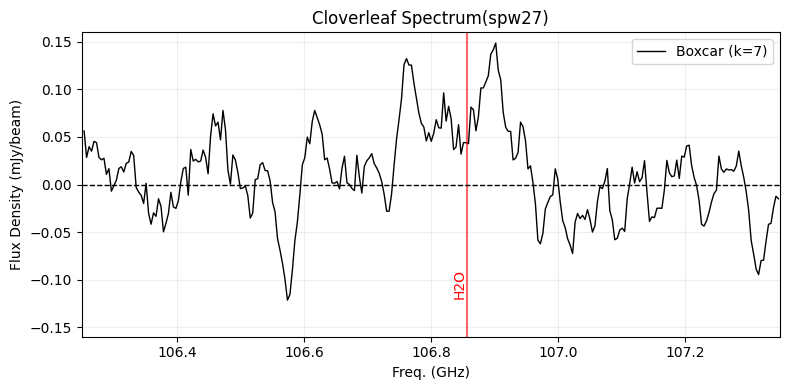 Cloverleaf Spectrum(spw27)
Boxcar (k=7)
Flux Density (mJy/beam)
0.15
0.10
0.05
0.00
−0.05
−0.10
−0.15
H2O
106.4
106.6
106.8
107.0
107.2
Freq. (GHz)